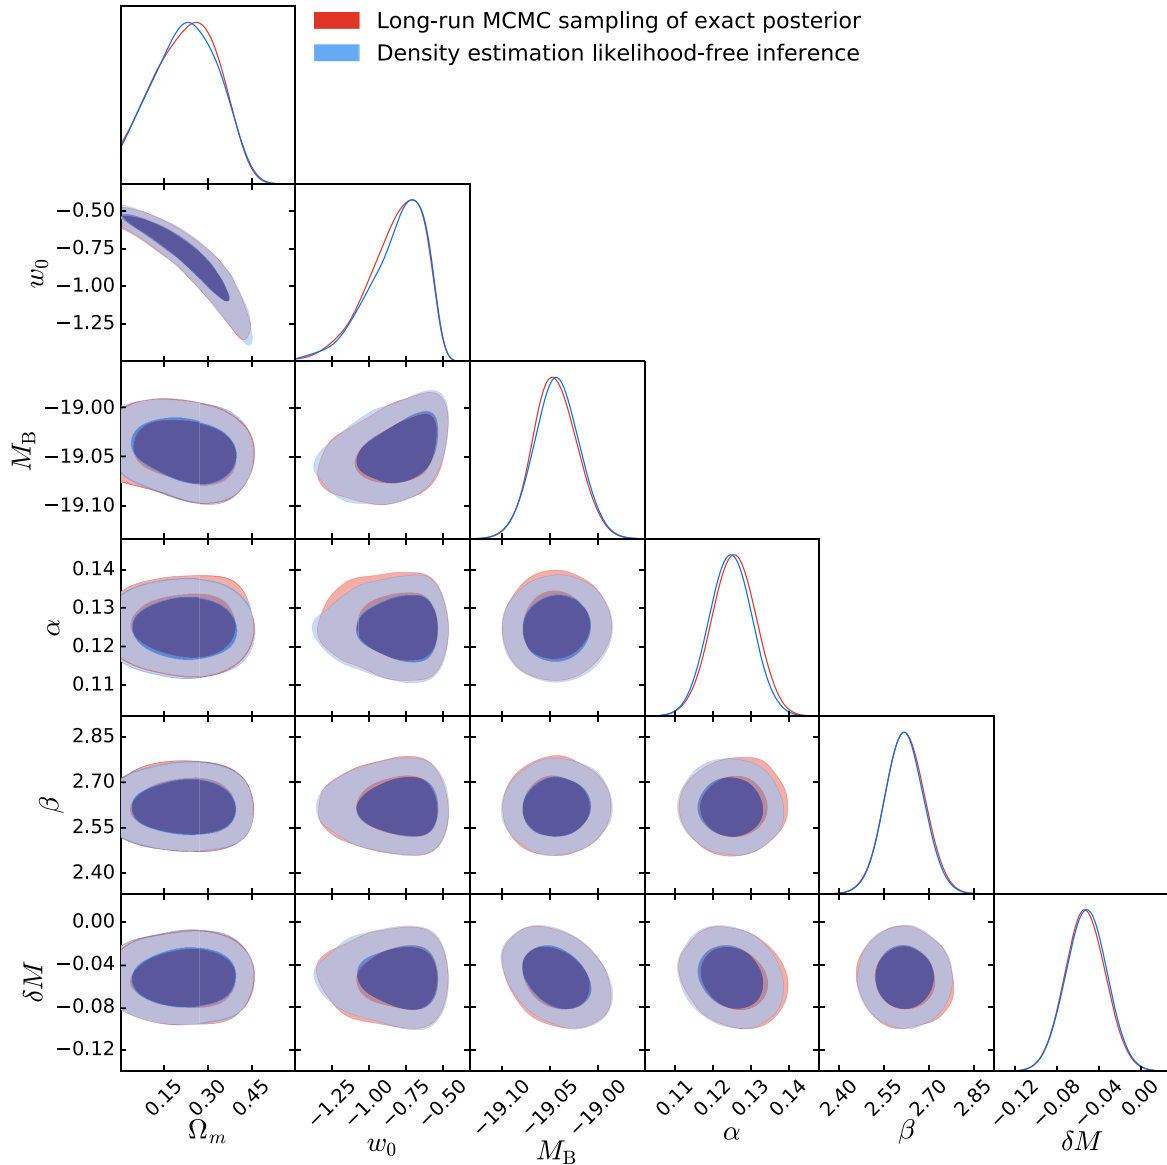 Long-run MCMC sampling of exact posterior
Density estimation likelihood-free inference
−0.50
−0.75
−1.00
−1.25
w₀
−19.00
−19.05
−19.10
M_B
0.14
0.13
0.12
0.11
α
2.85
2.70
2.55
2.40
β
0.00
−0.04
−0.08
−0.12
δM
0.15 0.30 0.45
−1.25 −1.00 −0.75 −0.50
−19.10 −19.05 −19.00
0.11 0.12 0.13 0.14
2.40 2.55 2.70 2.85
−0.12 −0.08 −0.04 0.00
Ω_m w₀ M_B α β δM